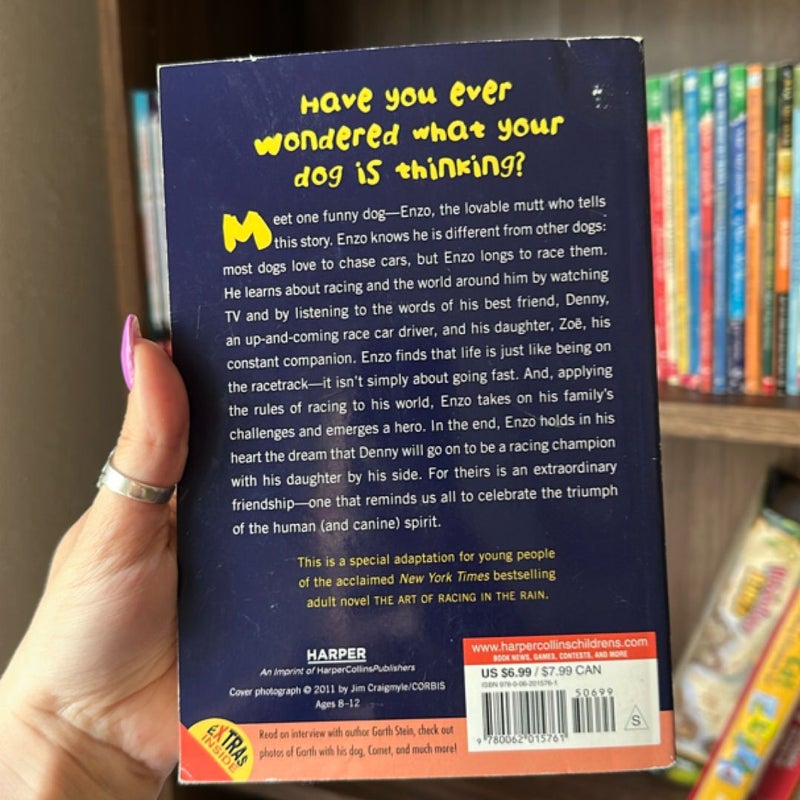 Have you ever
wondered what your
dog is thinking?
Meet one funny dog—Enzo, the lovable mutt who tells
this story. Enzo knows he is different from other dogs:
most dogs love to chase cars, but Enzo longs to race them.
He learns about racing and the world around him by watching
TV and by listening to the words of his best friend, Denny,
an up-and-coming race car driver, and his daughter, Zoë, his
constant companion. Enzo finds that life is just like being on
the racetrack—it isn't simply about going fast. And, applying
the rules of racing to his world, Enzo takes on his family's
challenges and emerges a hero. In the end, Enzo holds in his
heart the dream that Denny will go on to be a racing champion
with his daughter by his side. For theirs is an extraordinary
friendship—one that reminds us all to celebrate the triumph
of the human (and canine) spirit.
This is a special adaptation for young people
of the acclaimed New York Times bestselling
adult novel THE ART OF RACING IN THE RAIN.
HARPER
An Imprint of HarperCollinsPublishers
Cover photograph © 2011 by Jim Craigmyle/CORBIS
Ages 8–12
www.harpercollinschildrens.com
BOOK NEWS, GAMES, CONTESTS, AND MORE
US $6.99 / $7.99 CAN
ISBN 978-0-06-201576-1
50699
9 780062 015761
S
EXTRAS
INSIDE
Read an interview with author Garth Stein, check out
photos of Garth with his dog, Comet, and much more!